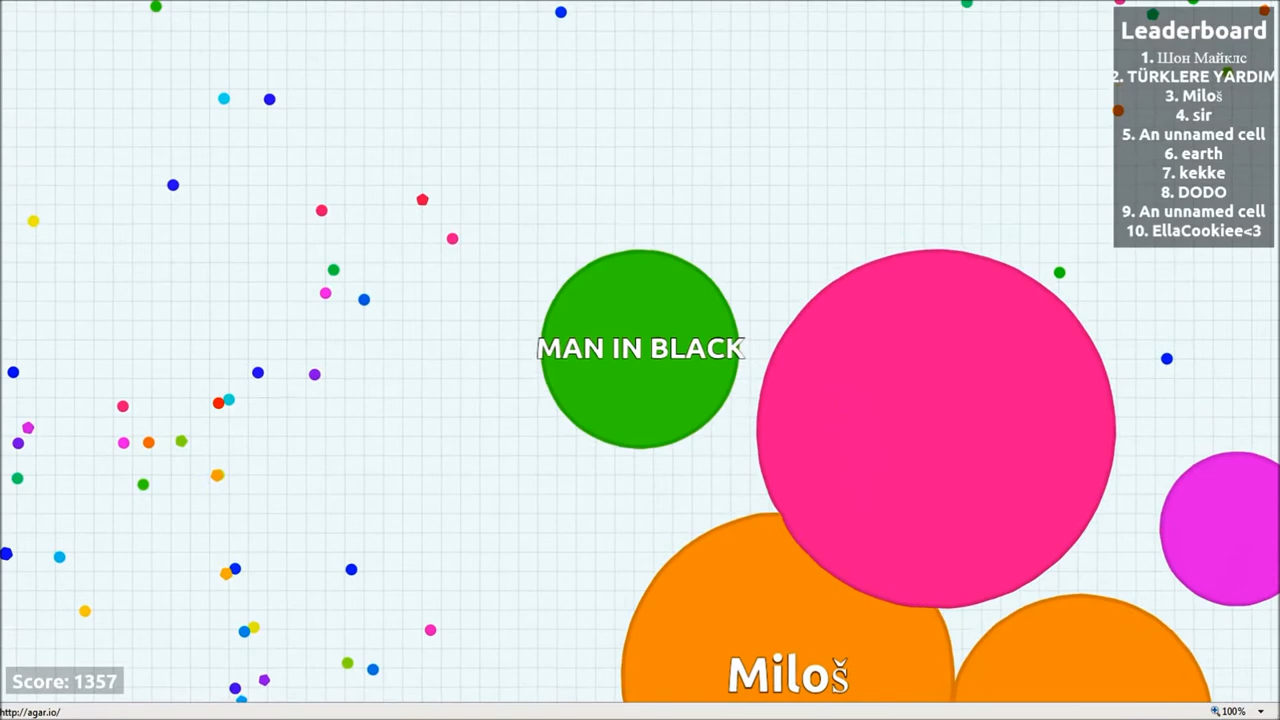 Leaderboard
1. Шон Майклс
2. TÜRKLERE YARDIM
3. Miloš
4. sir
5. An unnamed cell
6. earth
7. kekke
8. DODO
9. An unnamed cell
10. EllaCookiee<3
MAN IN BLACK
Miloš
Score: 1357
http://agar.io/
100%